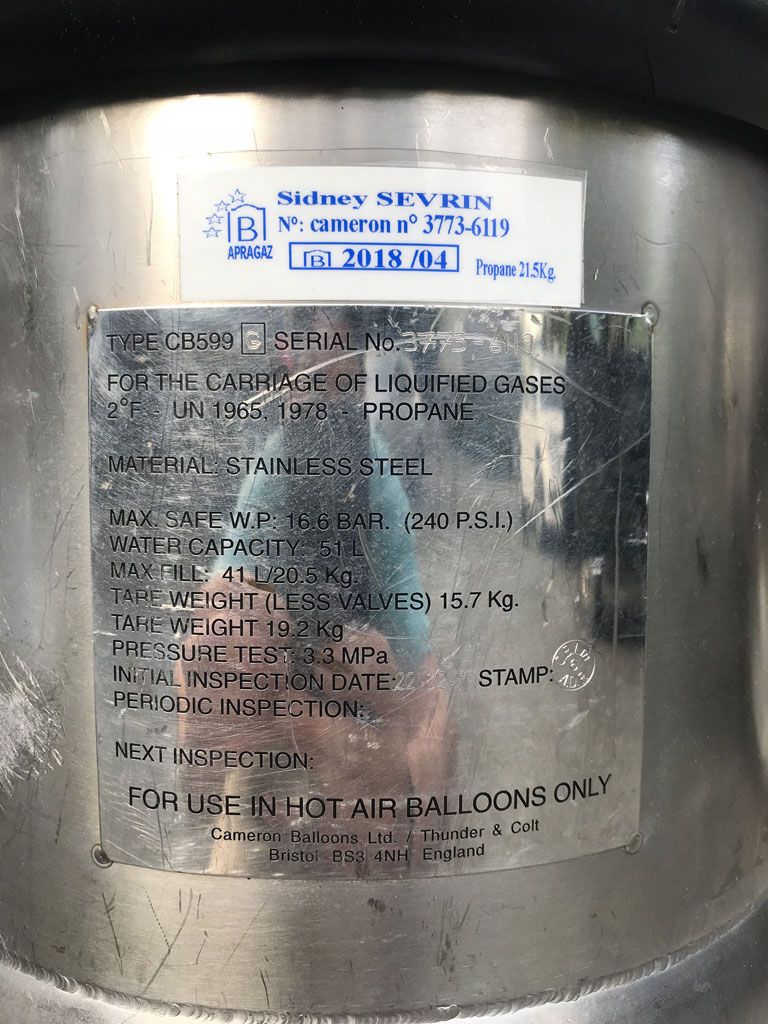 Sidney SEVRIN
Nº: cameron nº 3773-6119
B
APRAGAZ
B 2018 /04
Propane 21.5Kg.
TYPE CB599 G SERIAL No. 3773-6119
FOR THE CARRIAGE OF LIQUIFIED GASES
2°F - UN 1965, 1978 - PROPANE
MATERIAL: STAINLESS STEEL
MAX. SAFE W.P: 16.6 BAR. (240 P.S.I.)
WATER CAPACITY: 51 L
MAX FILL: 41 L/20.5 Kg.
TARE WEIGHT (LESS VALVES) 15.7 Kg.
TARE WEIGHT 19.2 Kg
PRESSURE TEST: 3.3 MPa
INITIAL INSPECTION DATE: STAMP:
PERIODIC INSPECTION:
NEXT INSPECTION:
FOR USE IN HOT AIR BALLOONS ONLY
Cameron Balloons Ltd. / Thunder & Colt
Bristol BS3 4NH England